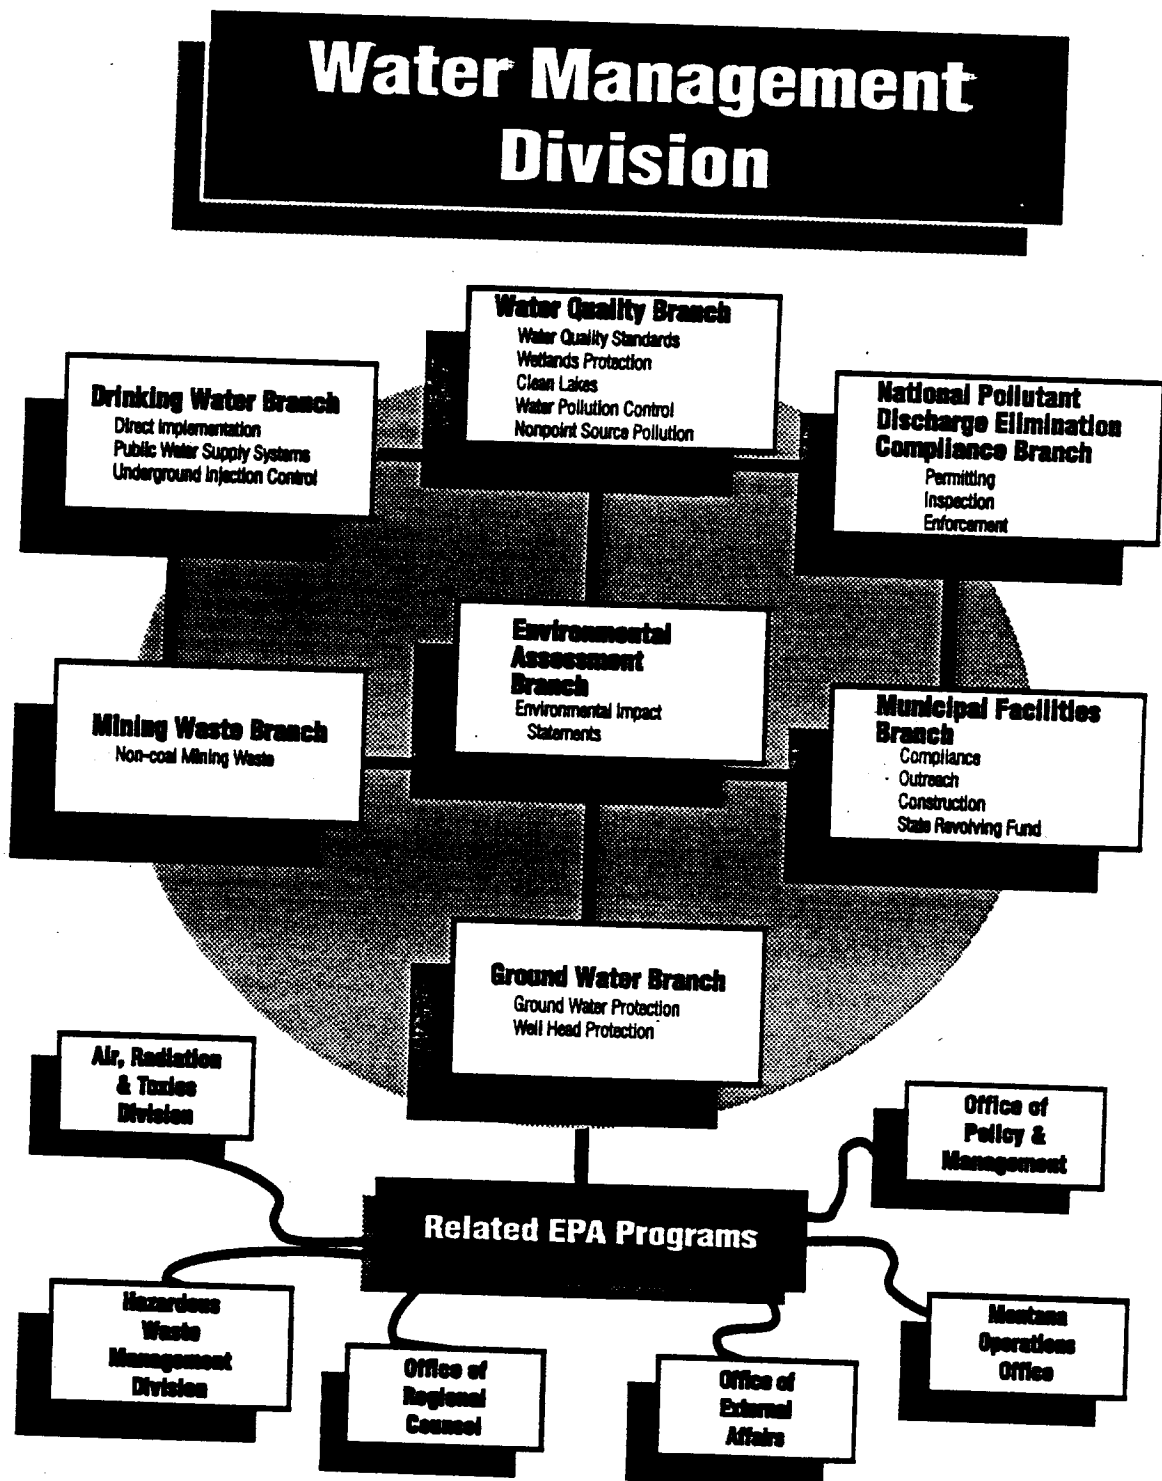 Water Management
Division
Water Quality Branch
Water Quality Standards
Wetlands Protection
Clean Lakes
Water Pollution Control
Nonpoint Source Pollution
Drinking Water Branch
Direct Implementation
Public Water Supply Systems
Underground Injection Control
National Pollutant
Discharge Elimination
Compliance Branch
Permitting
Inspection
Enforcement
Environmental
Assessment
Branch
Environmental Impact
Statements
Mining Waste Branch
Non-coal Mining Waste
Municipal Facilities
Branch
Compliance
Outreach
Construction
State Revolving Fund
Ground Water Branch
Ground Water Protection
Well Head Protection
Air, Radiation
& Toxics
Division
Office of
Policy &
Management
Related EPA Programs
Hazardous
Waste
Management
Division
Office of
Regional
Counsel
Office of
External
Affairs
Montana
Operations
Office